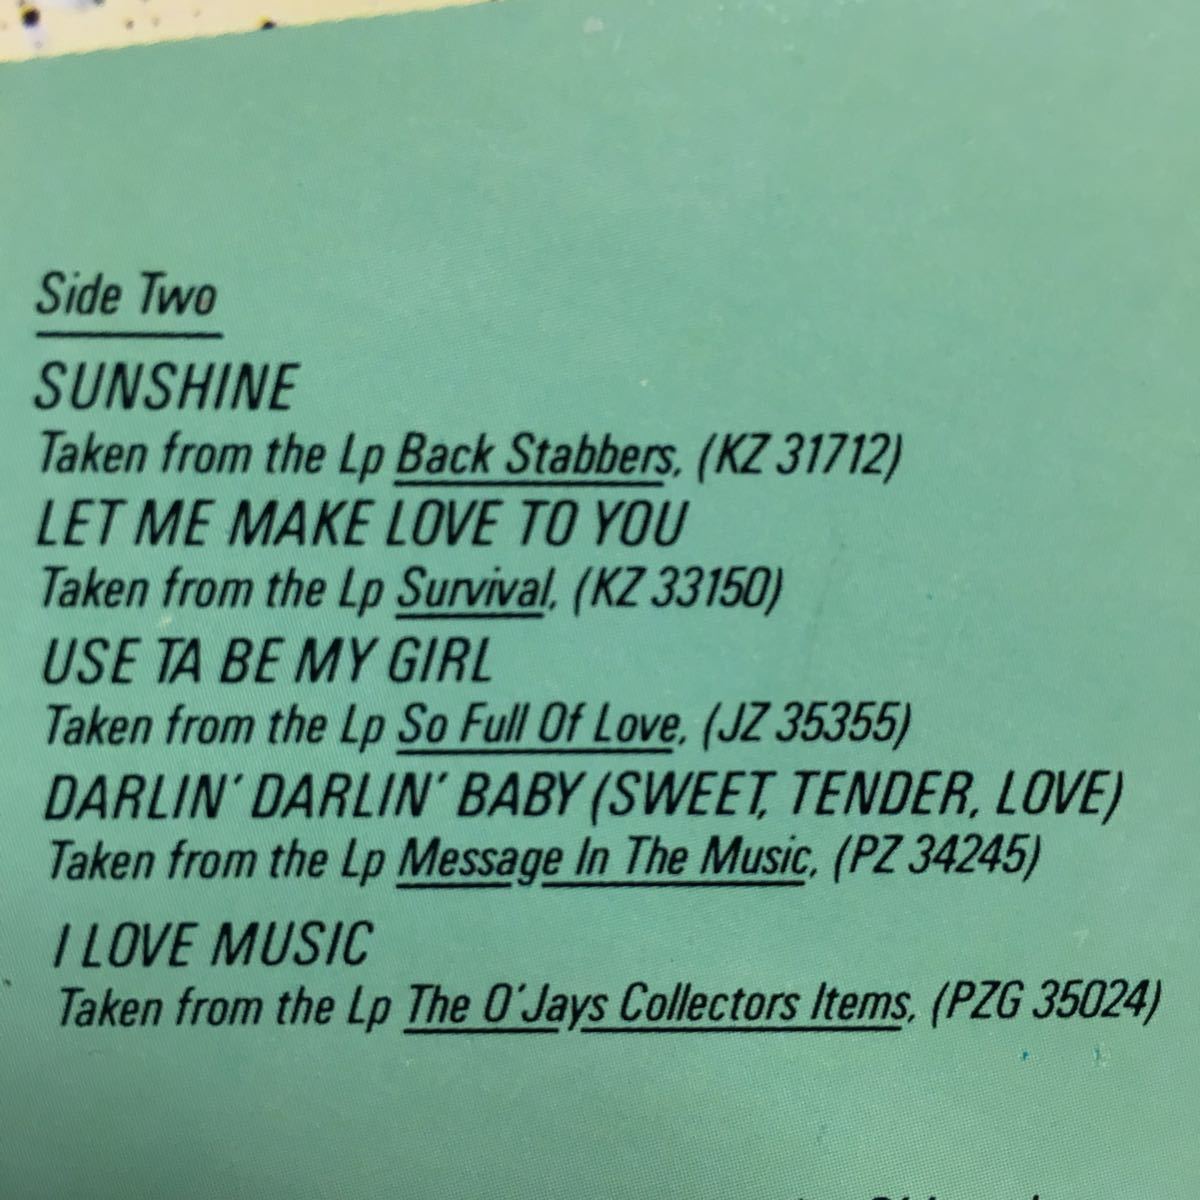 Side Two
SUNSHINE
Taken from the Lp Back Stabbers, (KZ 31712)
LET ME MAKE LOVE TO YOU
Taken from the Lp Survival, (KZ 33150)
USE TA BE MY GIRL
Taken from the Lp So Full Of Love, (JZ 35355)
DARLIN' DARLIN' BABY (SWEET, TENDER, LOVE)
Taken from the Lp Message In The Music, (PZ 34245)
I LOVE MUSIC
Taken from the Lp The O'Jays Collectors Items, (PZG 35024)